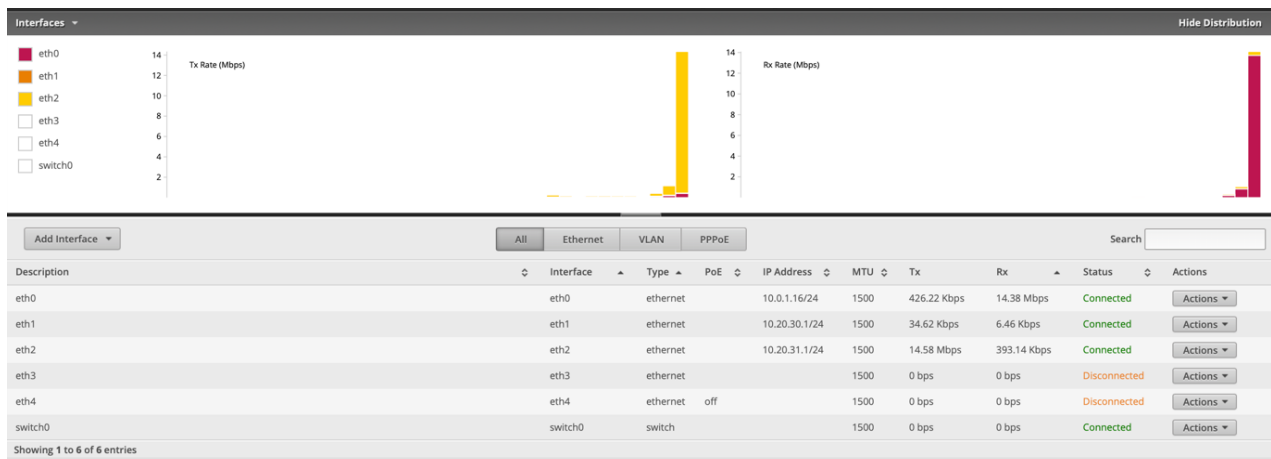 Interfaces
Hide Distribution
eth0
eth1
eth2
eth3
eth4
switch0
Tx Rate (Mbps)
14
12
10
8
6
4
2
Rx Rate (Mbps)
14
12
10
8
6
4
2
Add Interface
All Ethernet VLAN PPPoE
Search
Description Interface Type PoE IP Address MTU Tx Rx Status Actions
eth0 eth0 ethernet 10.0.1.16/24 1500 426.22 Kbps 14.38 Mbps Connected Actions
eth1 eth1 ethernet 10.20.30.1/24 1500 34.62 Kbps 6.46 Kbps Connected Actions
eth2 eth2 ethernet 10.20.31.1/24 1500 14.58 Mbps 393.14 Kbps Connected Actions
eth3 eth3 ethernet 1500 0 bps 0 bps Disconnected Actions
eth4 eth4 ethernet off 1500 0 bps 0 bps Disconnected Actions
switch0 switch0 switch 1500 0 bps 0 bps Connected Actions
Showing 1 to 6 of 6 entries